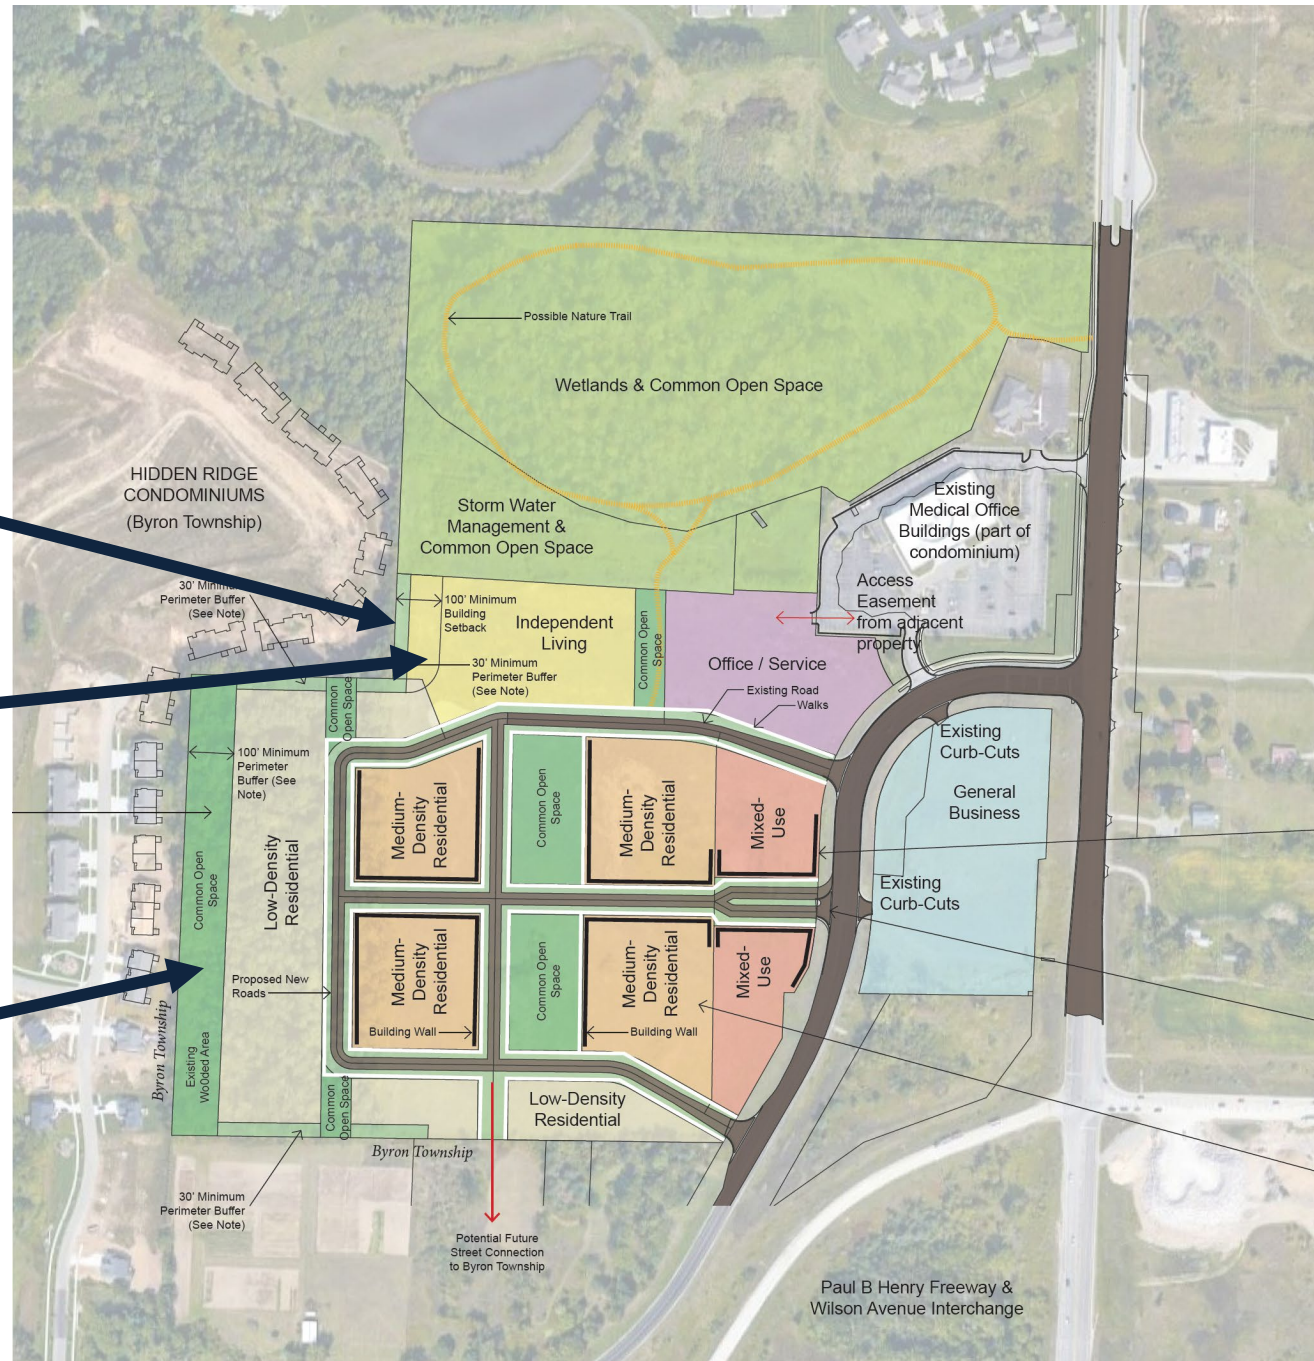 Possible Nature Trail
Wetlands & Common Open Space
HIDDEN RIDGE
CONDOMINIUMS
(Byron Township)
Storm Water
Management &
Common Open Space
Existing
Medical Office
Buildings (part of
condominium)
Access
Easement
from adjacent
property
30' Minimum
Perimeter Buffer
(See Note)
100' Minimum
Building
Setback
Independent
Living
30' Minimum
Perimeter Buffer
(See Note)
Common Open
Space
Office / Service
Existing Road
Walks
Common
Open Space
100' Minimum
Perimeter
Buffer (See
Note)
Existing
Curb-Cuts
General
Business
Existing
Curb-Cuts
Medium-
Density
Residential
Common Open
Space
Medium-
Density
Residential
Mixed-
Use
Common Open
Space
Low-Density
Residential
Proposed New
Roads
Medium-
Density
Residential
Building Wall
Common Open
Space
Medium-
Density
Residential
Building Wall
Mixed-
Use
Byron Township
Existing
Wo0ded Area
Common
Open Space
Low-Density
Residential
Byron Township
30' Minimum
Perimeter Buffer
(See Note)
Potential Future
Street Connection
to Byron Township
Paul B Henry Freeway &
Wilson Avenue Interchange